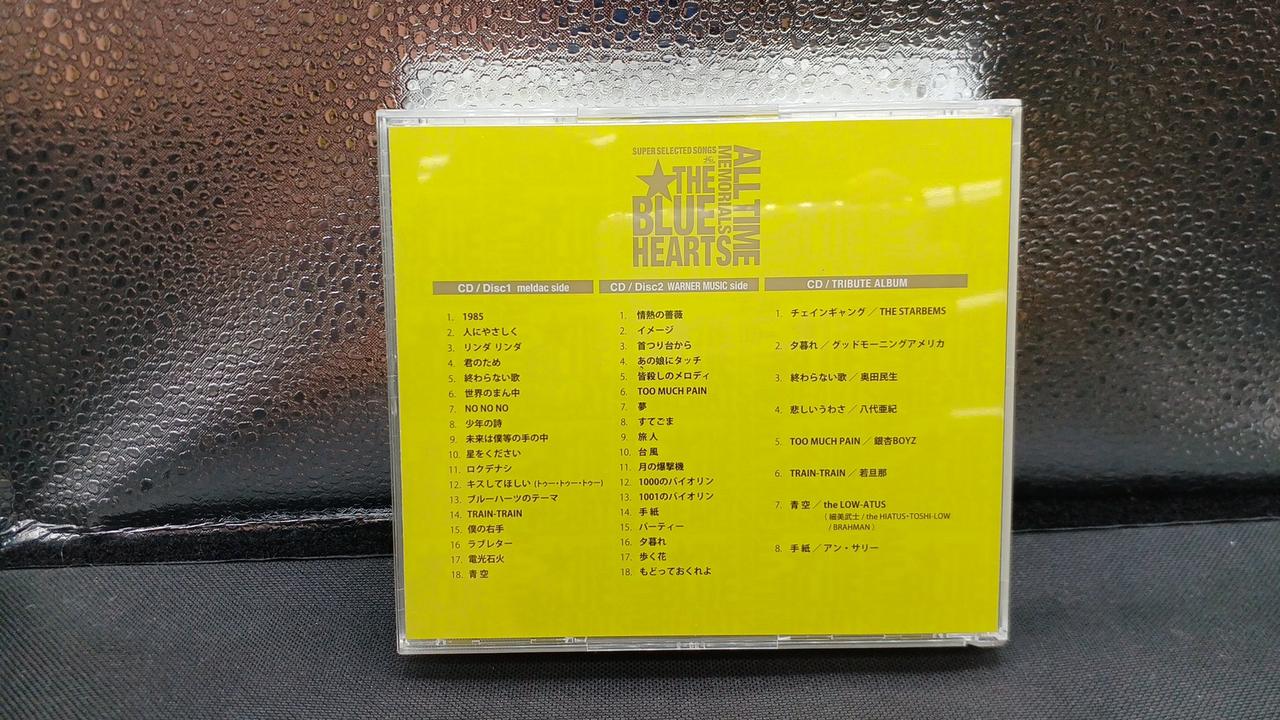 SUPER SELECTED SONGS
★THE
BLUE
HEARTS
ALL TIME
MEMORIALS
CD / Disc1 meldac side
1. 1985
2. 人にやさしく
3. リンダ リンダ
4. 君のため
5. 終わらない歌
6. 世界のまん中
7. NO NO NO
8. 少年の詩
9. 未来は僕等の手の中
10. 星をください
11. ロクデナシ
12. キスしてほしい (トゥー・トゥー・トゥー)
13. ブルーハーツのテーマ
14. TRAIN-TRAIN
15. 僕の右手
16 ラブレター
17. 電光石火
18. 青 空
CD / Disc2 WARNER MUSIC side
1. 情熱の薔薇
2. イメージ
3. 首つり台から
4. あの娘にタッチ
5. 皆殺しのメロディ
6. TOO MUCH PAIN
7. 夢
8. すてごま
9. 旅 人
10. 台 風
11. 月の爆撃機
12. 1000のバイオリン
13. 1001のバイオリン
14. 手 紙
15. パーティー
16. 夕暮れ
17. 歩く花
18. もどっておくれよ
CD / TRIBUTE ALBUM
1. チェインギャング / THE STARBEMS
2. 夕暮れ / グッドモーニングアメリカ
3. 終わらない歌 / 奥田民生
4. 悲しいうわさ / 八代亜紀
5. TOO MUCH PAIN / 銀杏BOYZ
6. TRAIN-TRAIN / 若旦那
7. 青 空 / the LOW-ATUS
( 細美武士 / the HIATUS+TOSHI-LOW
/ BRAHMAN )
8. 手 紙 / アン・サリー